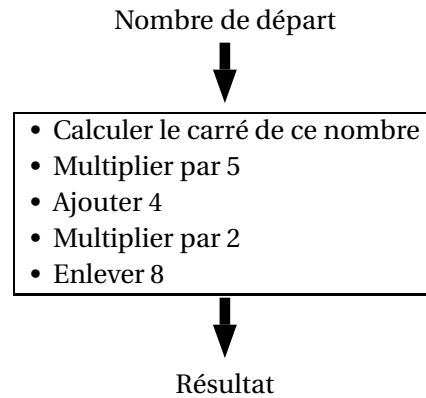 Nombre de départ
• Calculer le carré de ce nombre
• Multiplier par 5
• Ajouter 4
• Multiplier par 2
• Enlever 8
Résultat